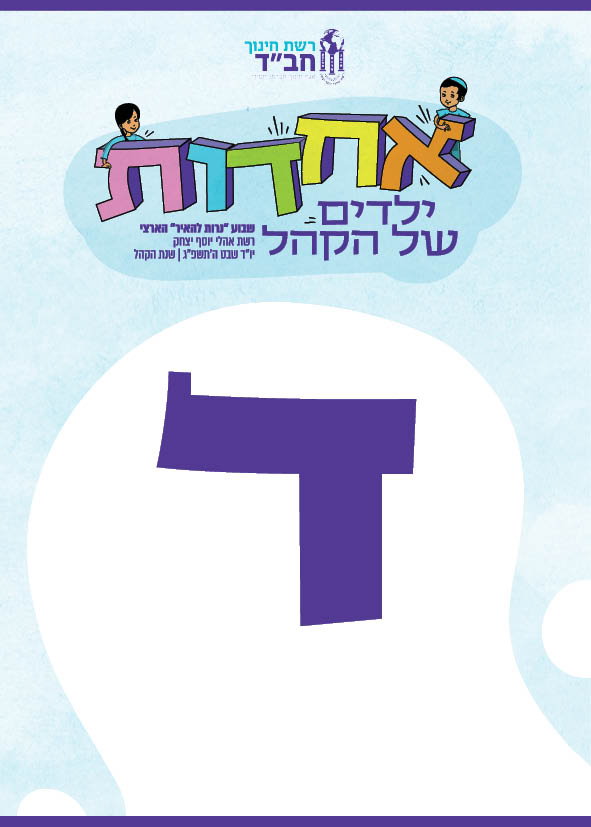 רשת חינוך
חב"ד
אחדות
ילדים
של הקהל
שבוע "נרות להאיר" הארצי
רשת אהלי יוסף יצחק
יו"ד שבט ה'תשפ"ג | שנת הקהל
ד